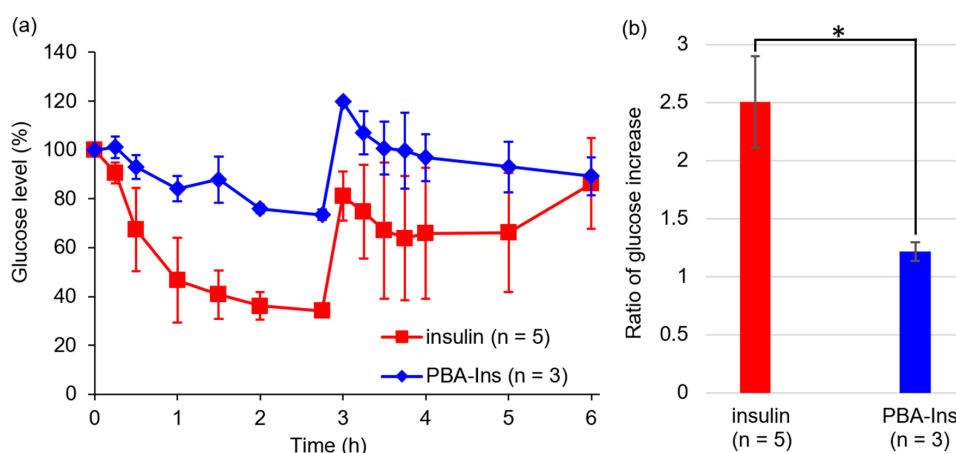 (a)
Glucose level (%)
140
120
100
80
60
40
20
0
0 1 2 3 4 5 6
Time (h)
insulin (n = 5)
PBA-Ins (n = 3)
(b)
*
Ratio of glucose increase
3
2.5
2
1.5
1
0.5
0
insulin
(n = 5)
PBA-Ins
(n = 3)